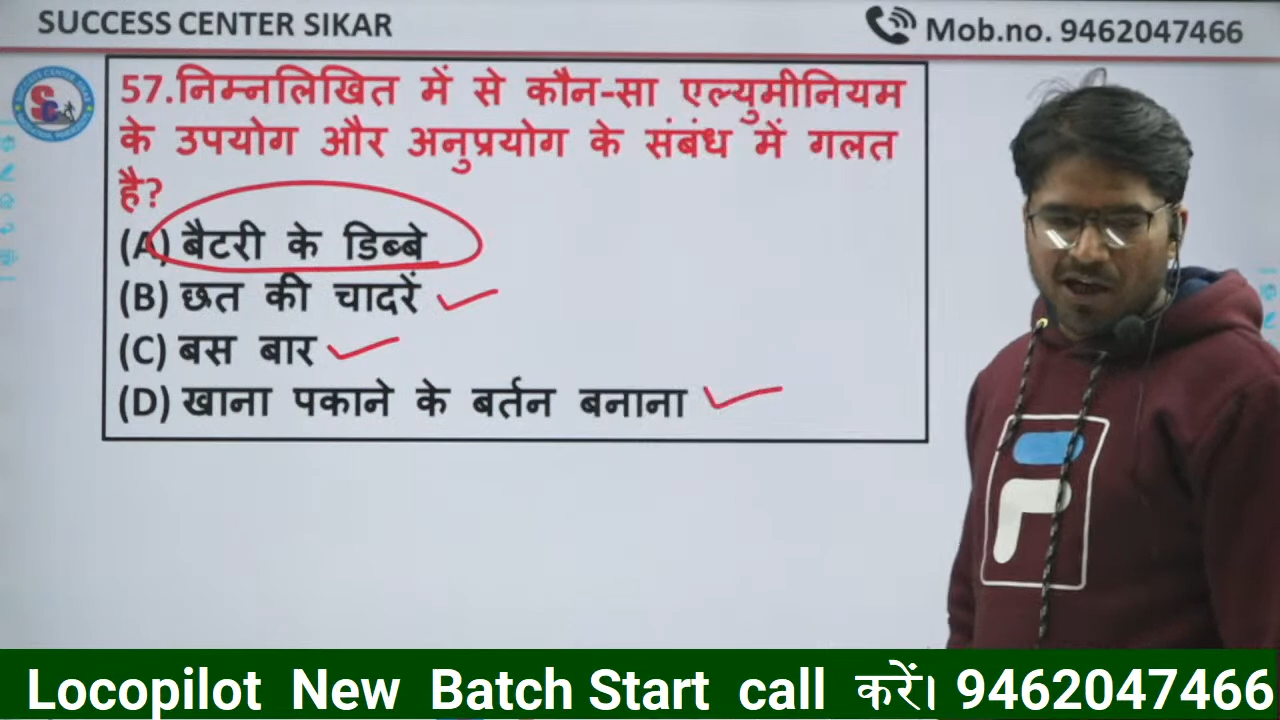 SUCCESS CENTER SIKAR
Mob.no. 9462047466
57.निम्नलिखित में से कौन-सा एल्युमीनियम
के उपयोग और अनुप्रयोग के संबंध में गलत
है?
(A) बैटरी के डिब्बे
(B) छत की चादरें
(C) बस बार
(D) खाना पकाने के बर्तन बनाना
Locopilot New Batch Start call करें। 9462047466